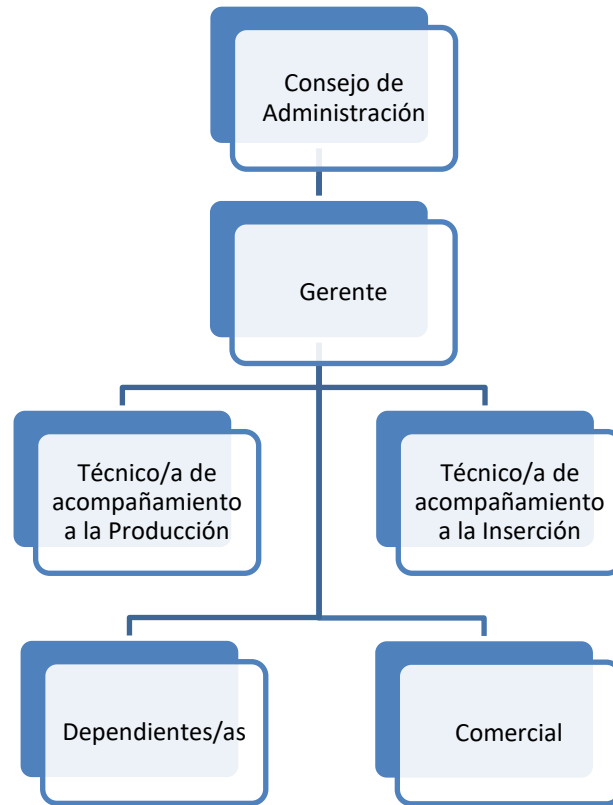 Consejo de
Administración
Gerente
Técnico/a de
acompañamiento
a la Producción
Técnico/a de
acompañamiento
a la Inserción
Dependientes/as
Comercial